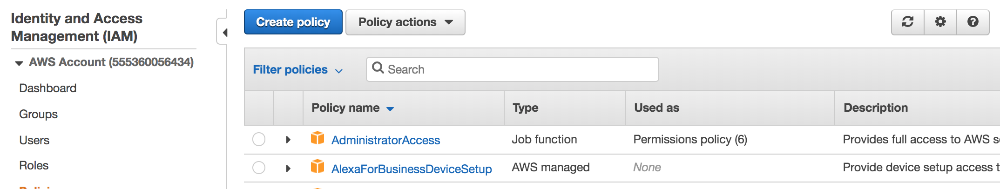 Identity and Access
Management (IAM)
AWS Account (555360056434)
Dashboard
Groups
Users
Roles
Create policy
Policy actions
Filter policies
Search
Policy name Type Used as Description
AdministratorAccess Job function Permissions policy (6) Provides full access to AWS
AlexaForBusinessDeviceSetup AWS managed None Provide device setup access